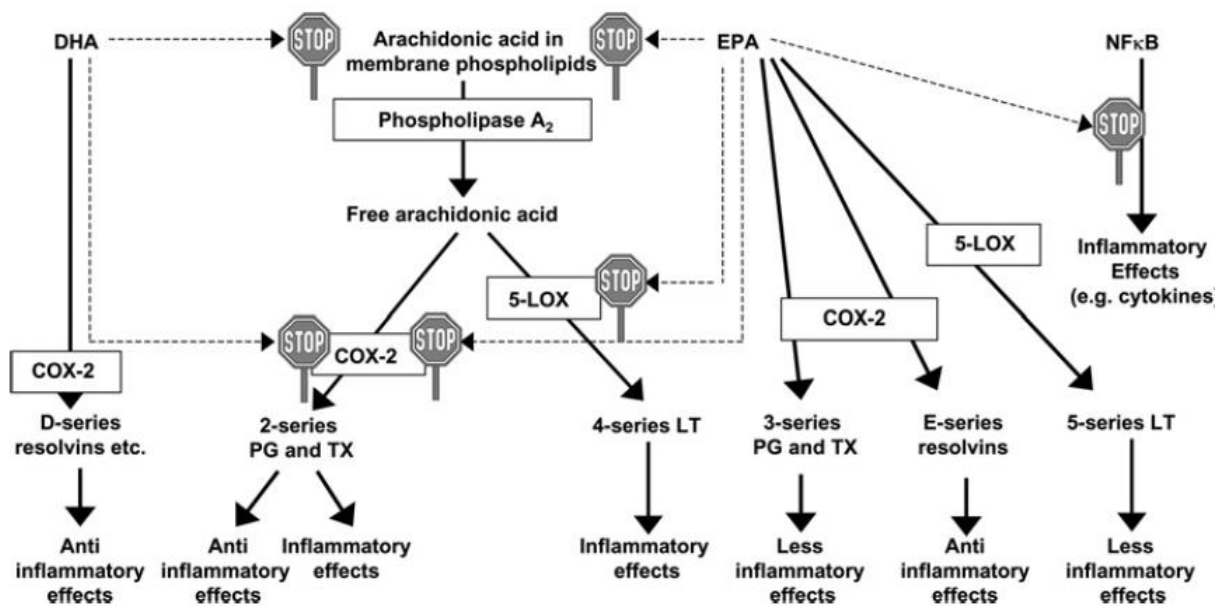 DHA
STOP
Arachidonic acid in
membrane phospholipids
STOP
EPA
NFκB
STOP
Phospholipase A₂
Free arachidonic acid
5-LOX
STOP
5-LOX
Inflammatory
Effects
(e.g. cytokines)
COX-2
STOP
COX-2
STOP
COX-2
D-series
resolvins etc.
2-series
PG and TX
4-series LT
3-series
PG and TX
E-series
resolvins
5-series LT
Anti
inflammatory
effects
Anti
inflammatory
effects
Inflammatory
effects
Inflammatory
effects
Less
inflammatory
effects
Anti
inflammatory
effects
Less
inflammatory
effects